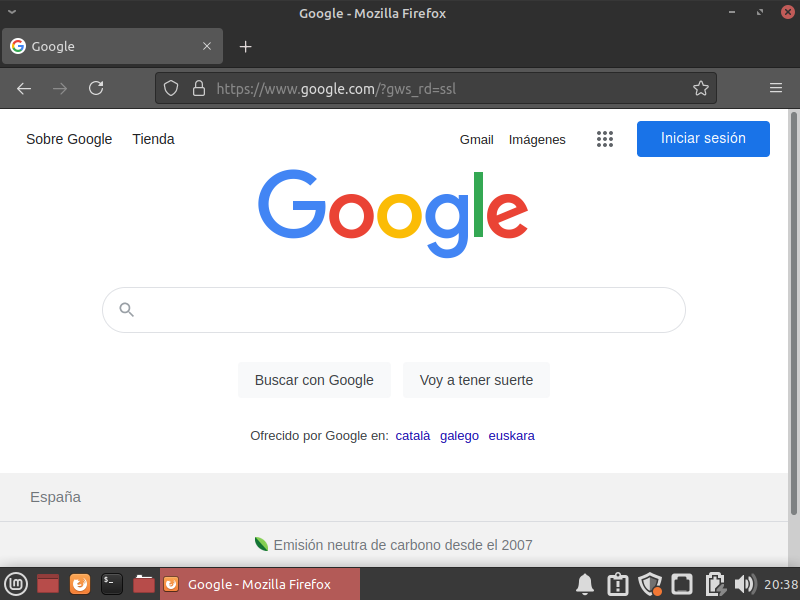 Google - Mozilla Firefox
Google
https://www.google.com/?gws_rd=ssl
Sobre Google Tienda Gmail Imágenes Iniciar sesión
Google
Buscar con Google Voy a tener suerte
Ofrecido por Google en: català galego euskara
España
Emisión neutra de carbono desde el 2007
Google - Mozilla Firefox 20:38